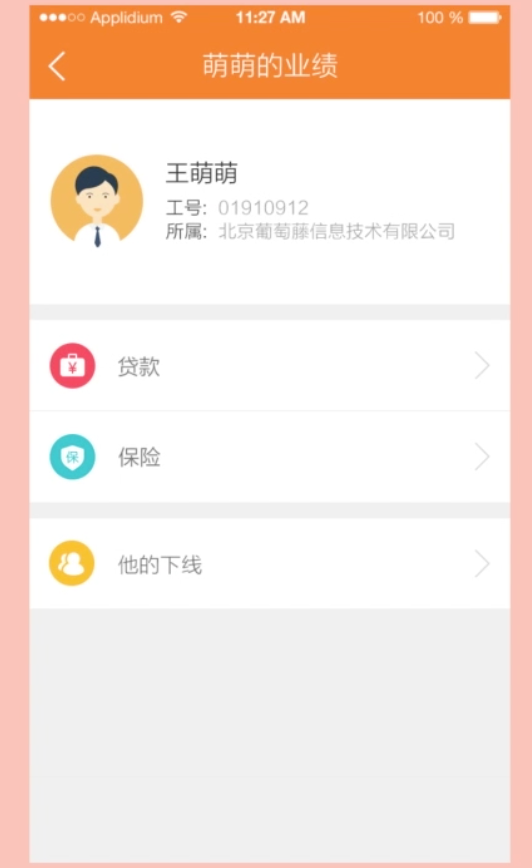 Applidium 11:27 AM 100 %
萌萌的业绩
王萌萌
工号: 01910912
所属: 北京葡萄藤信息技术有限公司
¥ 贷款
保 保险
他的下线